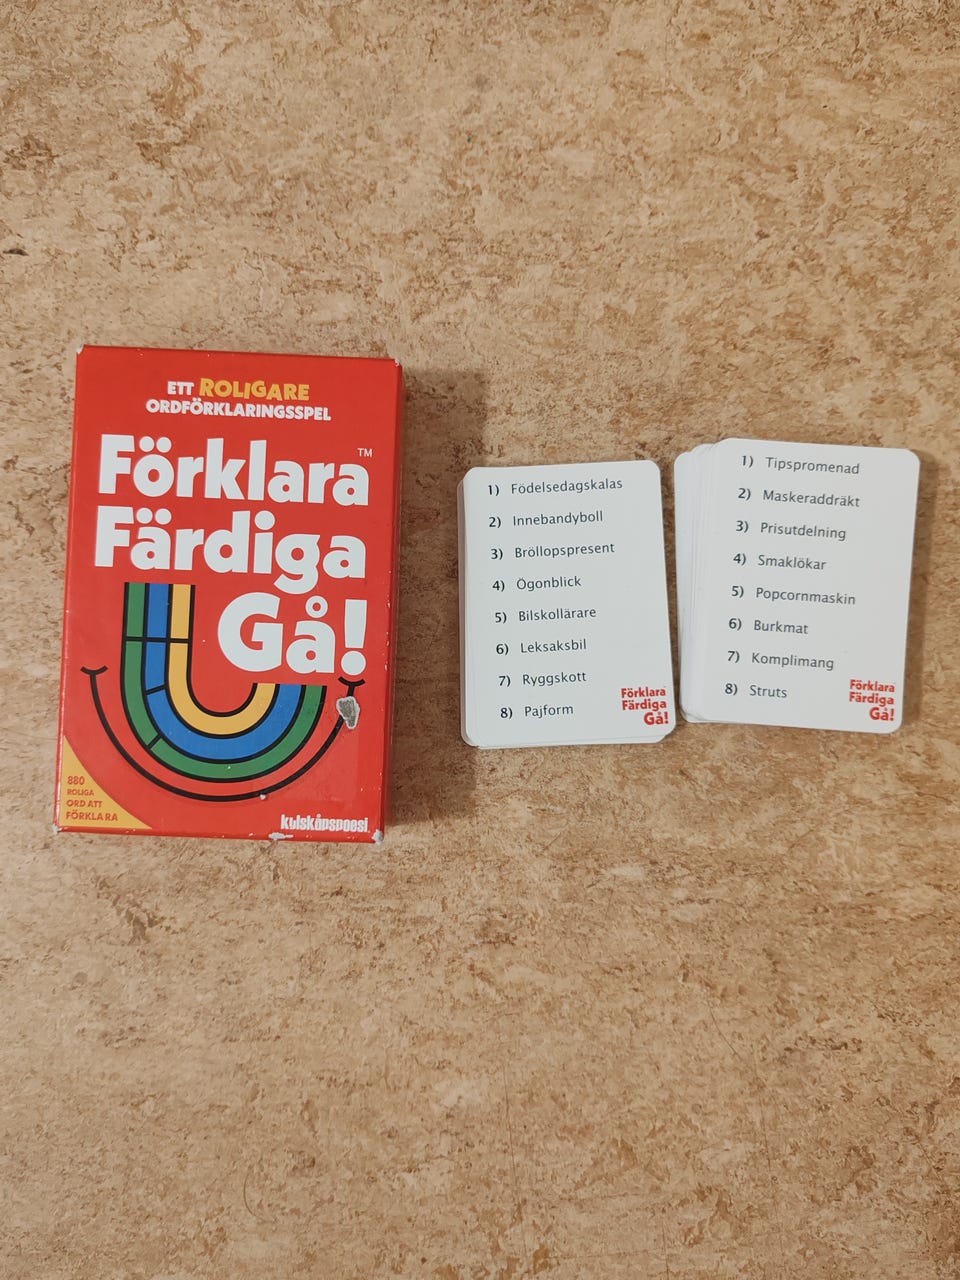 ETT ROLIGARE
ORDFÖRKLARINGSSPEL
Förklara™
Färdiga
Gå!
880
ROLIGA
ORD ATT
FÖRKLARA
kylskåpspoesi
1) Födelsedagskalas
2) Innebandyboll
3) Bröllopspresent
4) Ögonblick
5) Bilskollärare
6) Leksaksbil
7) Ryggskott
8) Pajform
Förklara
Färdiga
Gå!
1) Tipspromenad
2) Maskeraddräkt
3) Prisutdelning
4) Smaklökar
5) Popcornmaskin
6) Burkmat
7) Komplimang
8) Struts
Förklara
Färdiga
Gå!